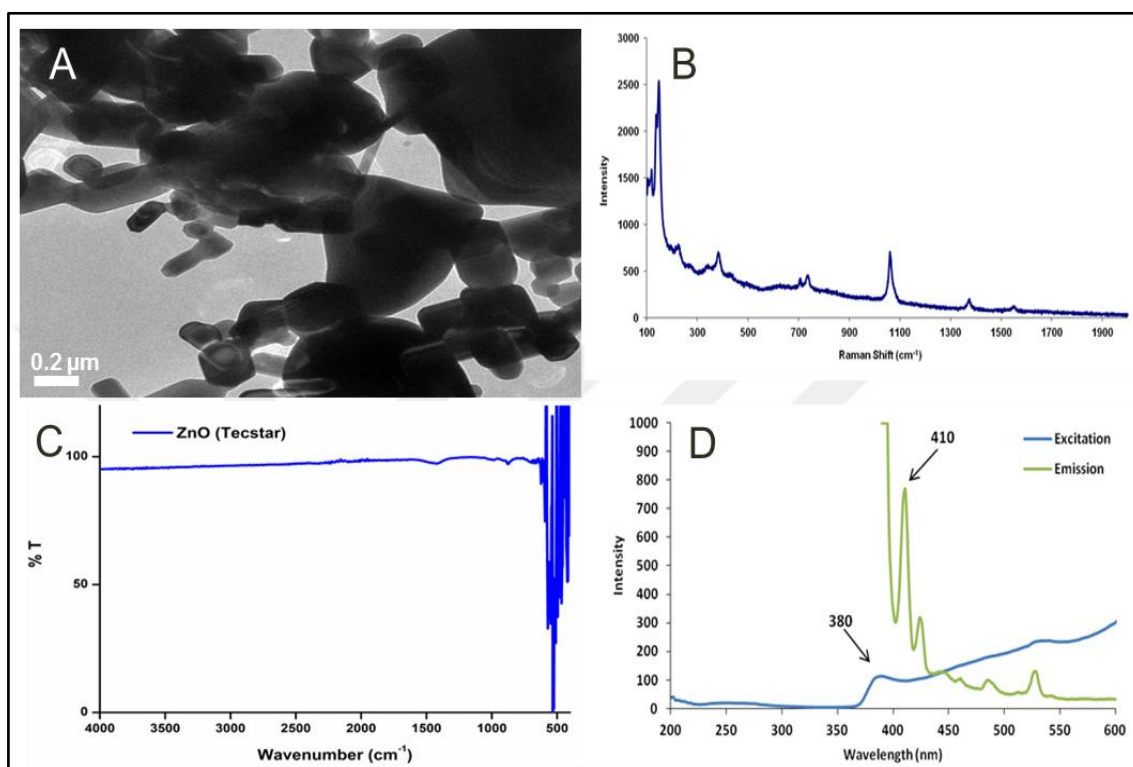 A
0.2 µm
B
3000
2500
2000
1500
1000
500
0
Intensity
100 300 500 700 900 1100 1300 1500 1700 1900
Raman Shift (cm-1)
C
ZnO (Tecstar)
100
50
0
% T
4000 3500 3000 2500 2000 1500 1000 500
Wavenumber (cm-1)
D
1000
900
800
700
600
500
400
300
200
100
0
Intensity
410
380
Excitation
Emission
200 250 300 350 400 450 500 550 600
Wavelength (nm)